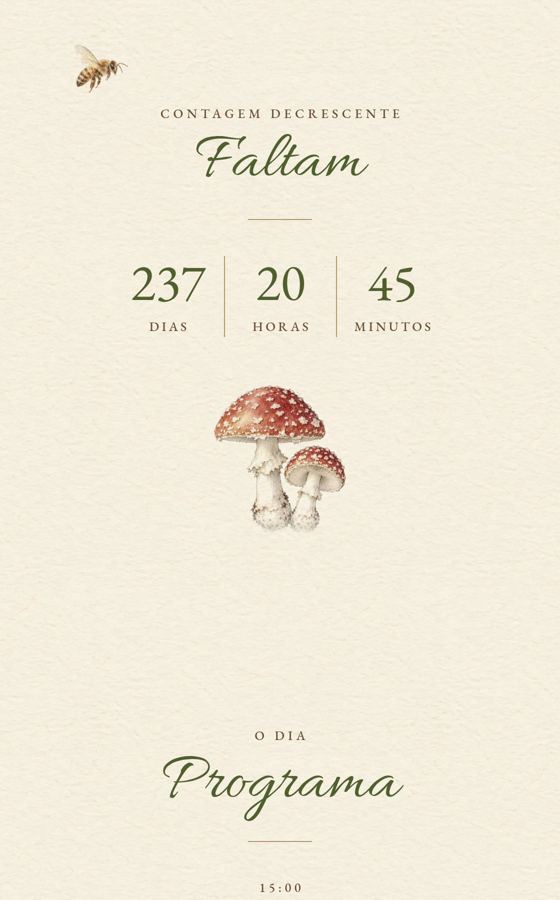 CONTAGEM DECRESCENTE
Faltam
237 20 45
DIAS HORAS MINUTOS
O DIA
Programa
15:00